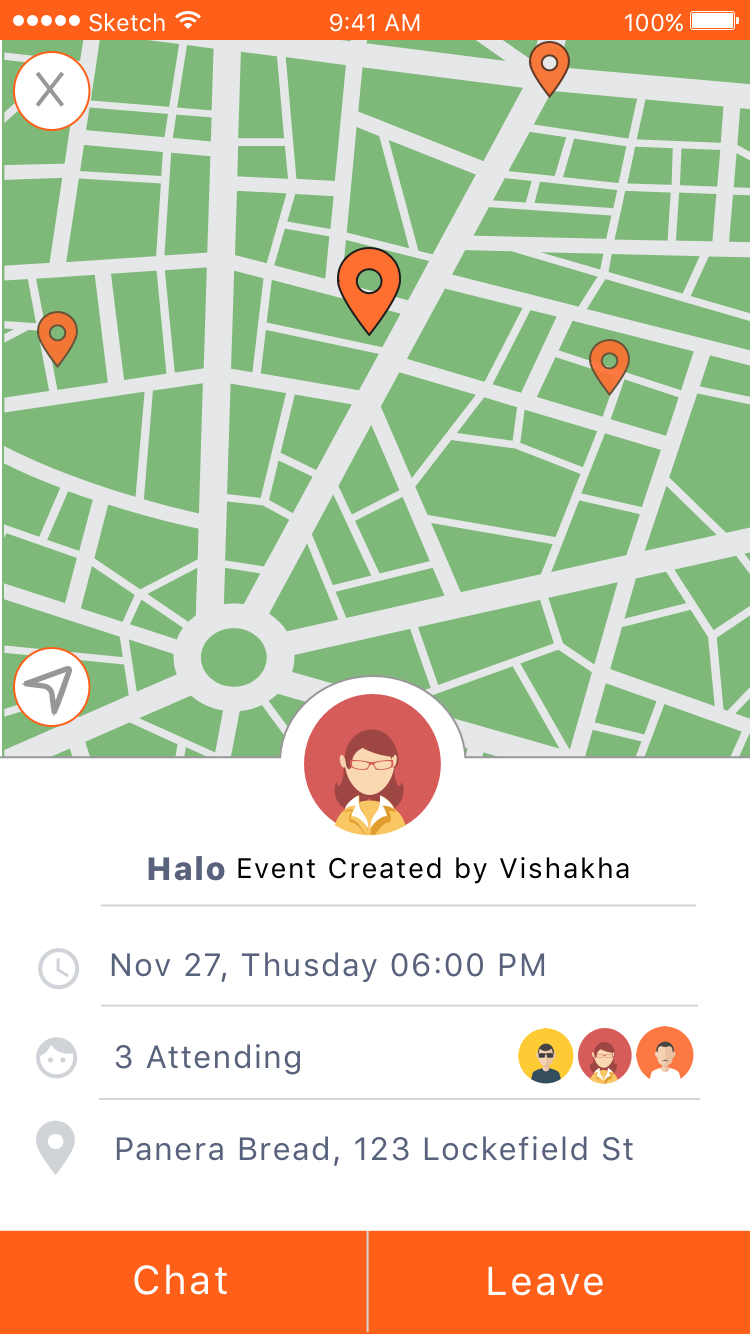 Sketch 9:41 AM 100%
X
Halo Event Created by Vishakha
Nov 27, Thusday 06:00 PM
3 Attending
Panera Bread, 123 Lockefield St
Chat Leave